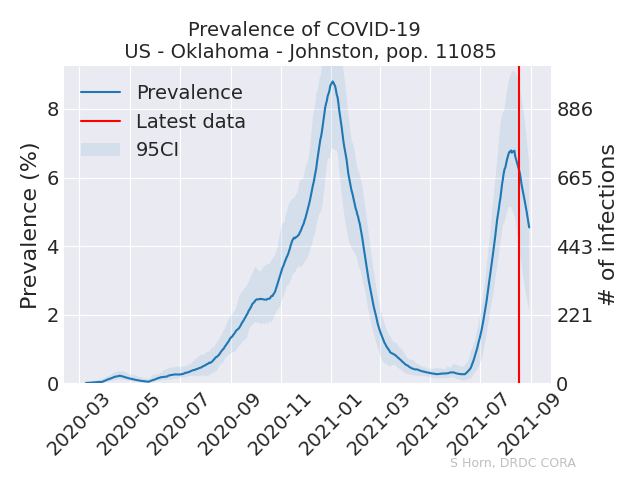 Prevalence of COVID-19
US - Oklahoma - Johnston, pop. 11085
Prevalence
Latest data
95CI
Prevalence (%)
8
6
4
2
0
886
665
443
221
0
# of infections
2020-03
2020-05
2020-07
2020-09
2020-11
2021-01
2021-03
2021-05
2021-07
2021-09
S Horn, DRDC CORA